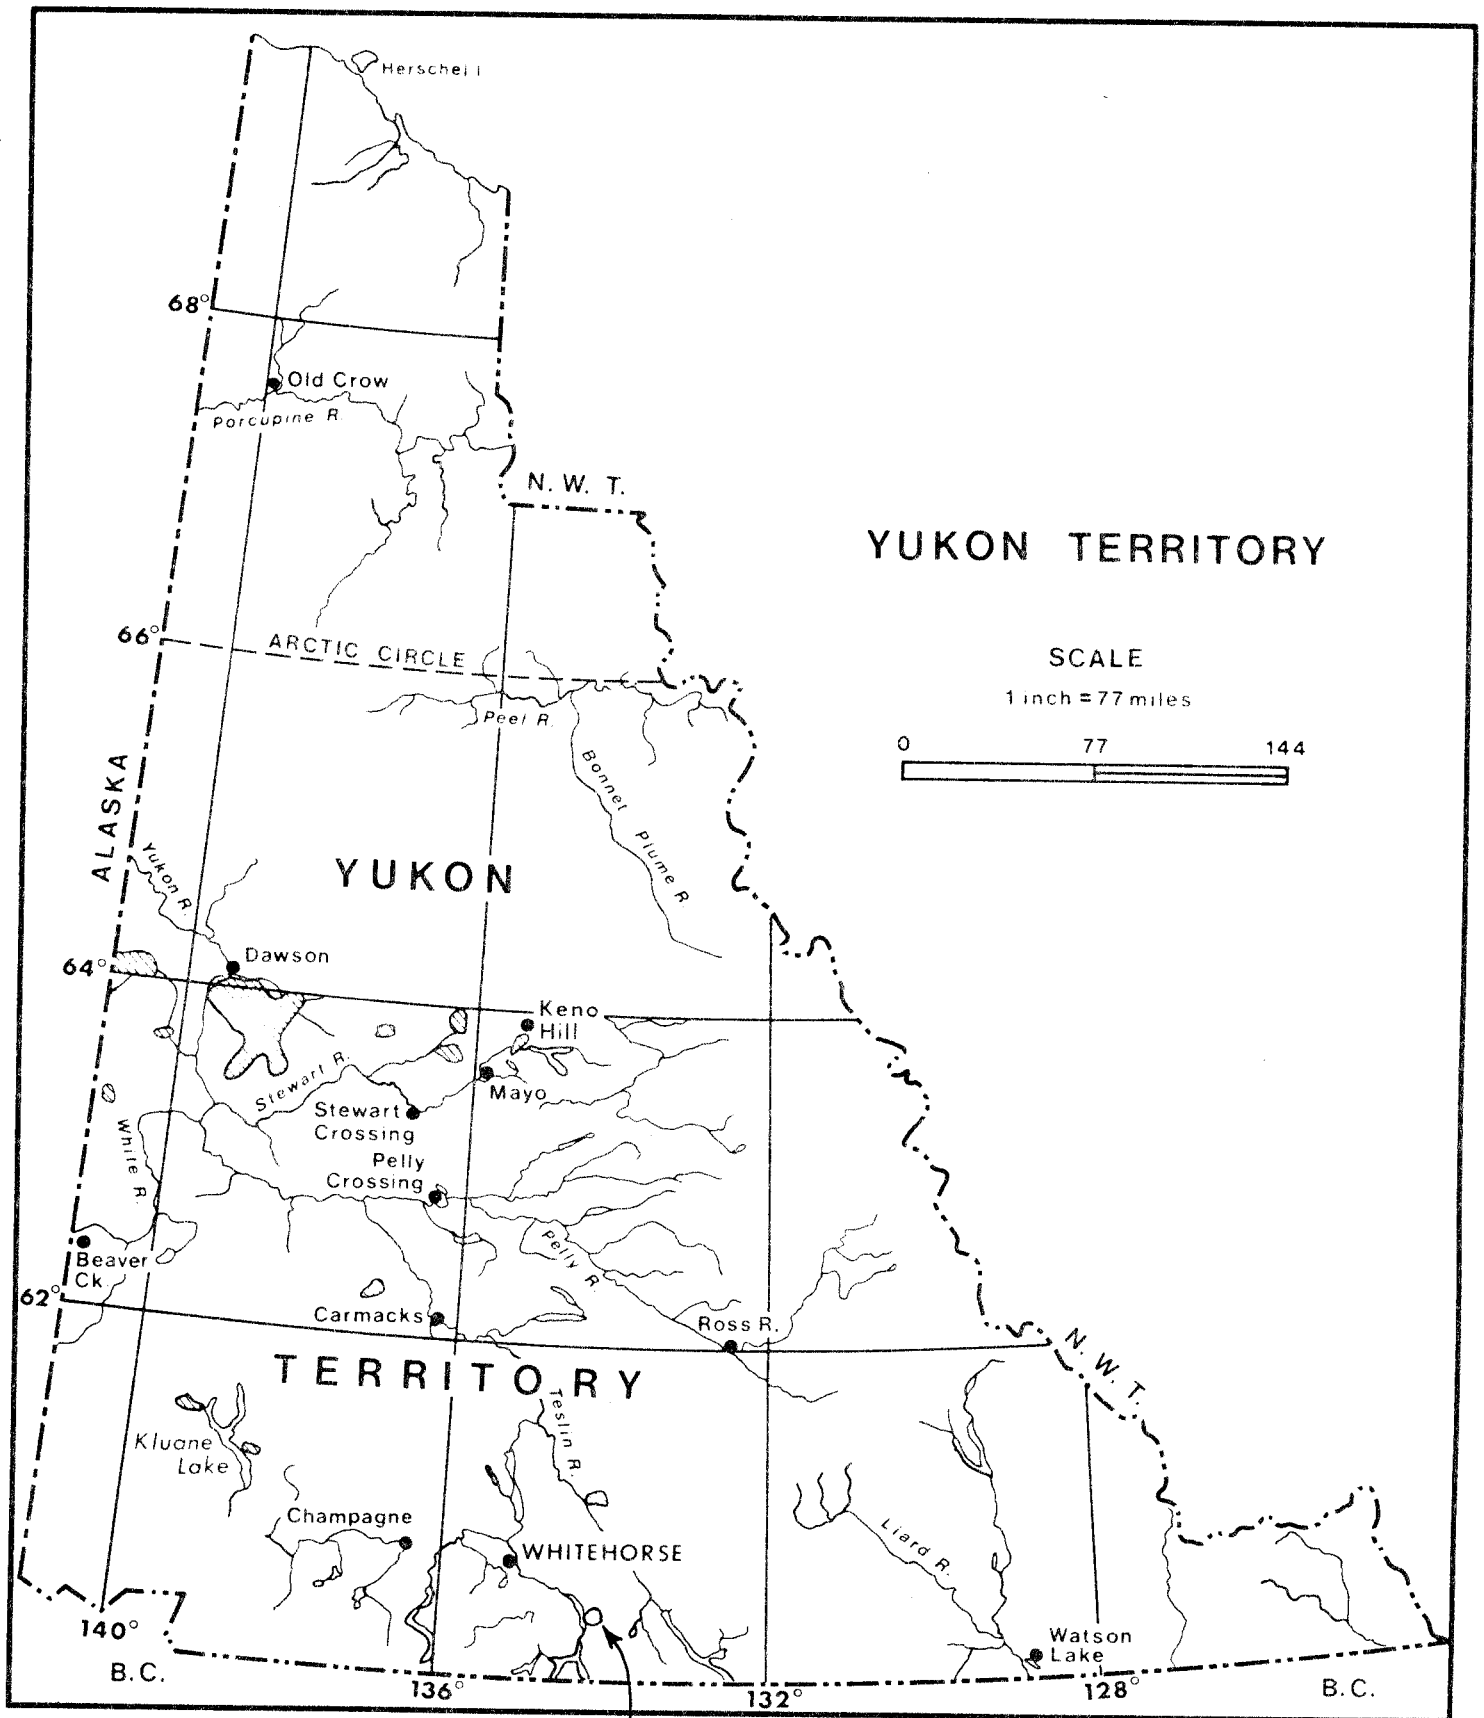 Herschel I
68°
Old Crow
Porcupine R.
N. W. T.
YUKON TERRITORY
66°
ARCTIC CIRCLE
SCALE
1 inch = 77 miles
Peel R.
0 77 144
Bonnet Plume R.
ALASKA
Yukon R.
YUKON
64°
Dawson
Keno
Hill
Stewart R.
Mayo
Stewart
Crossing
White R.
Pelly
Crossing
Pelly R.
Beaver
Ck.
62°
Carmacks
Ross R.
N. W. T.
TERRITORY
Teslin R.
Kluane
Lake
Champagne
WHITEHORSE
Liard R.
140°
Watson
Lake
B.C.
136°
132°
128°
B.C.